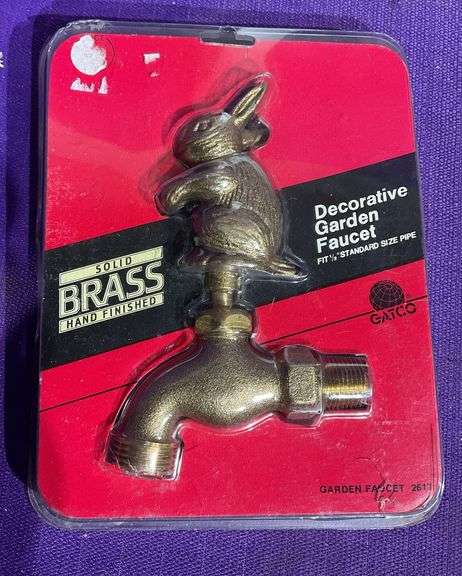 Decorative
Garden
Faucet
FIT ½" STANDARD SIZE PIPE
SOLID
BRASS
HAND FINISHED
GATCO
GARDEN FAUCET